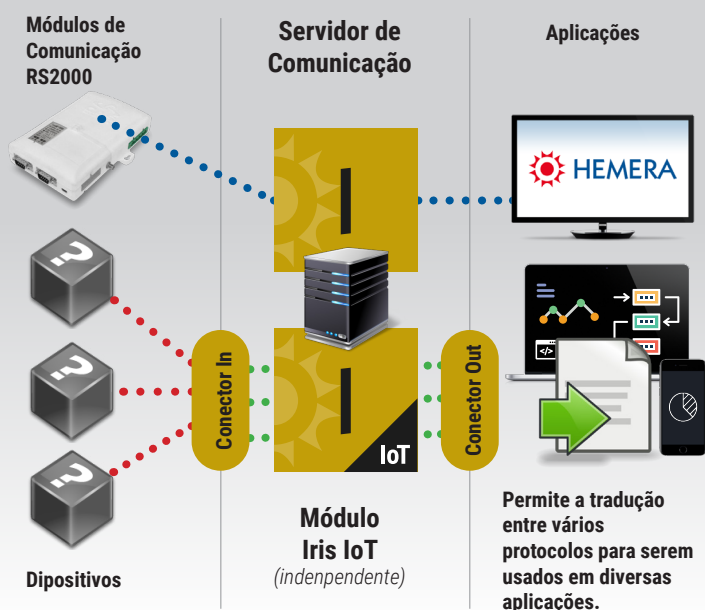 Módulos de
Comunicação
RS2000
Servidor de
Comunicação
Aplicações
I
HEMERA
?
?
?
Conector In
I
IoT
Conector Out
</>
Módulo
Iris IoT
(indenpendente)
Dipositivos
Permite a tradução
entre vários
protocolos para serem
usados em diversas
aplicações.